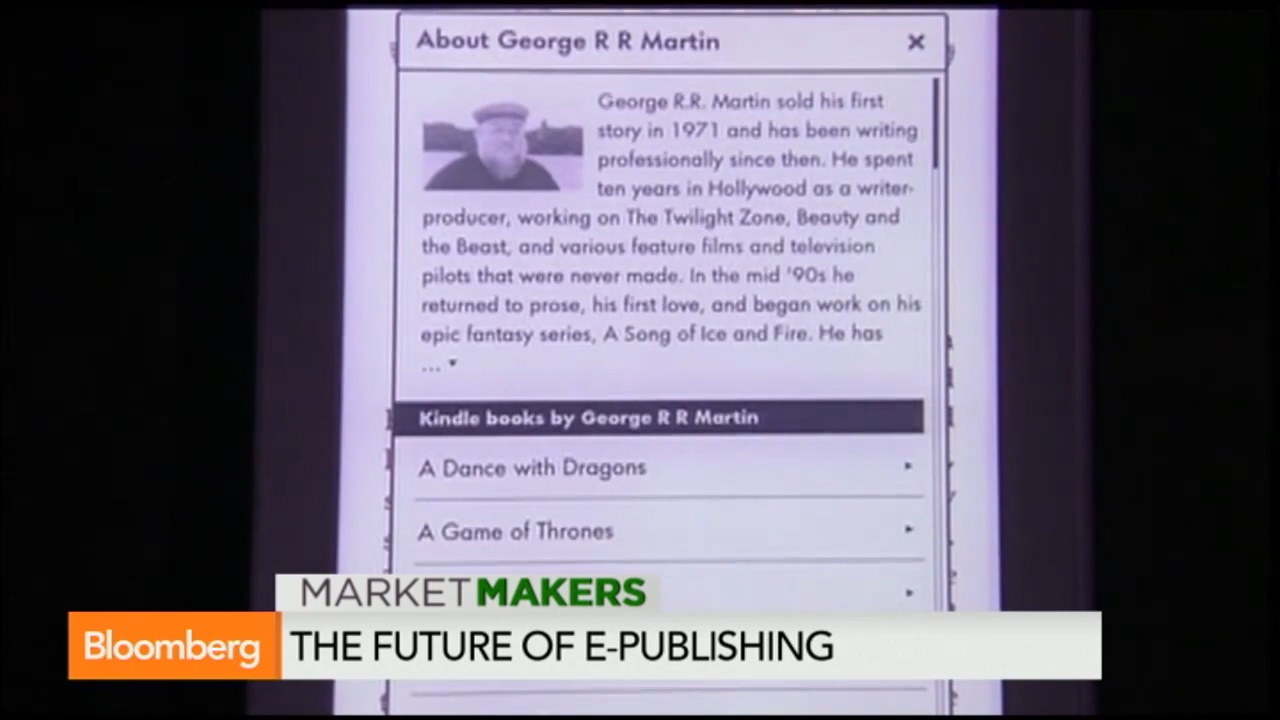 About George R R Martin
George R.R. Martin sold his first
story in 1971 and has been writing
professionally since then. He spent
ten years in Hollywood as a writer-
producer, working on The Twilight Zone, Beauty and
the Beast, and various feature films and television
pilots that were never made. In the mid '90s he
returned to prose, his first love, and began work on his
epic fantasy series, A Song of Ice and Fire. He has
...
Kindle books by George R R Martin
A Dance with Dragons
A Game of Thrones
MARKET MAKERS
Bloomberg
THE FUTURE OF E-PUBLISHING